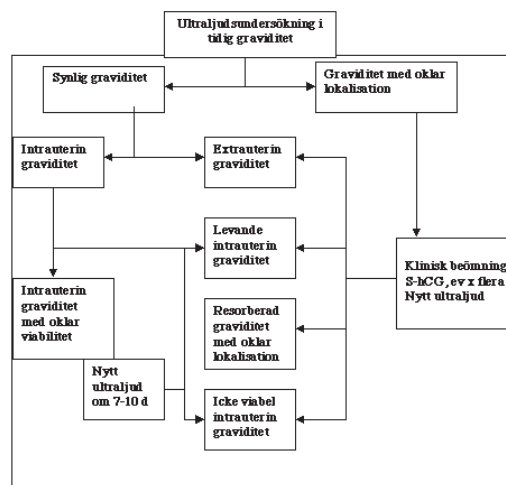 Ultraljudsundersökning i
tidig graviditet
Synlig graviditet
Graviditet med oklar
lokalisation
Intrauterin
graviditet
Extrauterin
graviditet
Levande
intrauterin
graviditet
Klinisk beömning
S-hCG, ev x flera
Nytt ultraljud
Intrauterin
graviditet
med oklar
viabilitet
Resorberad
graviditet
med oklar
lokalisation
Nytt
ultraljud
om 7-10 d
Icke viabel
intrauterin
graviditet